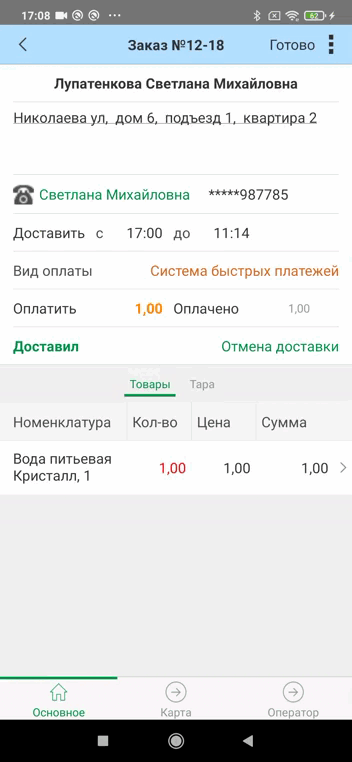 17:08 62
Заказ №12-18 Готово
Лупатенкова Светлана Михайловна
Николаева ул, дом 6, подъезд 1, квартира 2
Светлана Михайловна *****987785
Доставить с 17:00 до 11:14
Вид оплаты Система быстрых платежей
Оплатить 1,00 Оплачено 1,00
Доставил Отмена доставки
Товары Тара
Номенклатура Кол-во Цена Сумма
Вода питьевая
Кристалл, 1 1,00 1,00 1,00
Основное Карта Оператор